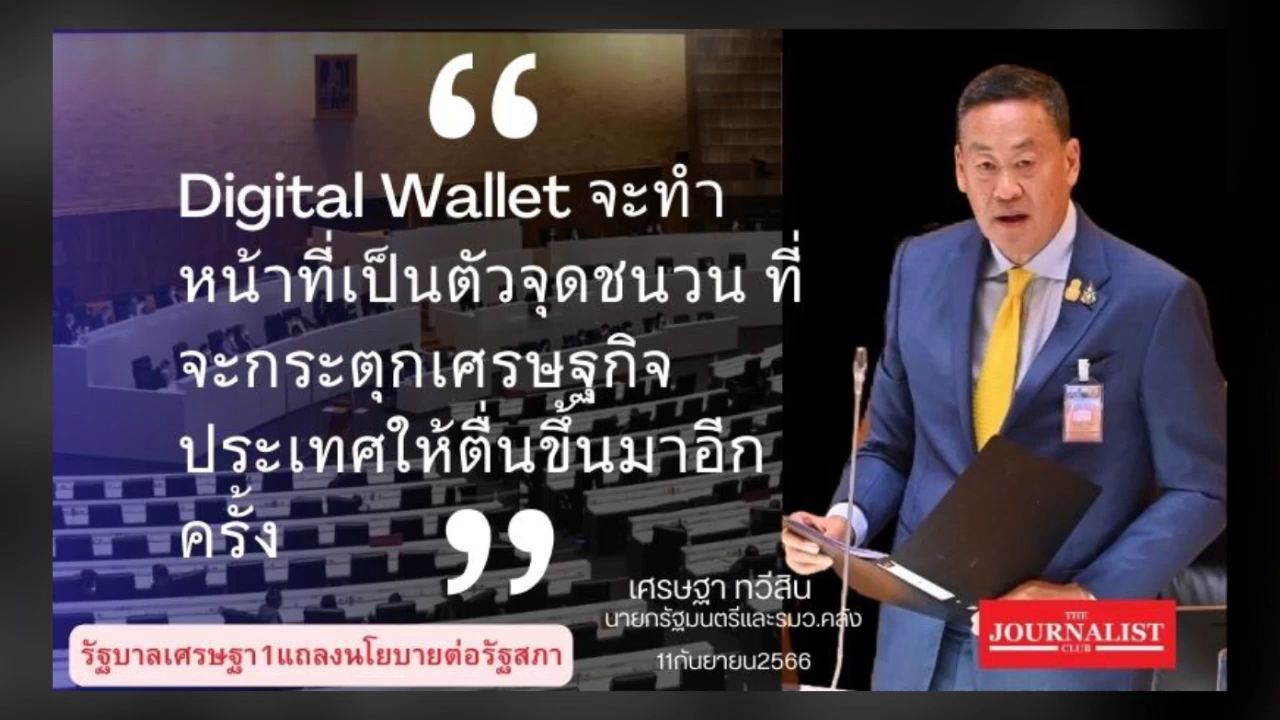 “
Digital Wallet จะทำ
หน้าที่เป็นตัวจุดชนวน ที่
จะกระตุกเศรษฐกิจ
ประเทศให้ตื่นขึ้นมาอีก
ครั้ง
”
เศรษฐา ทวีสิน
นายกรัฐมนตรีและรมว.คลัง
11กันยายน2566
รัฐบาลเศรษฐา 1 แถลงนโยบายต่อรัฐสภา
THE
JOURNALIST
CLUB